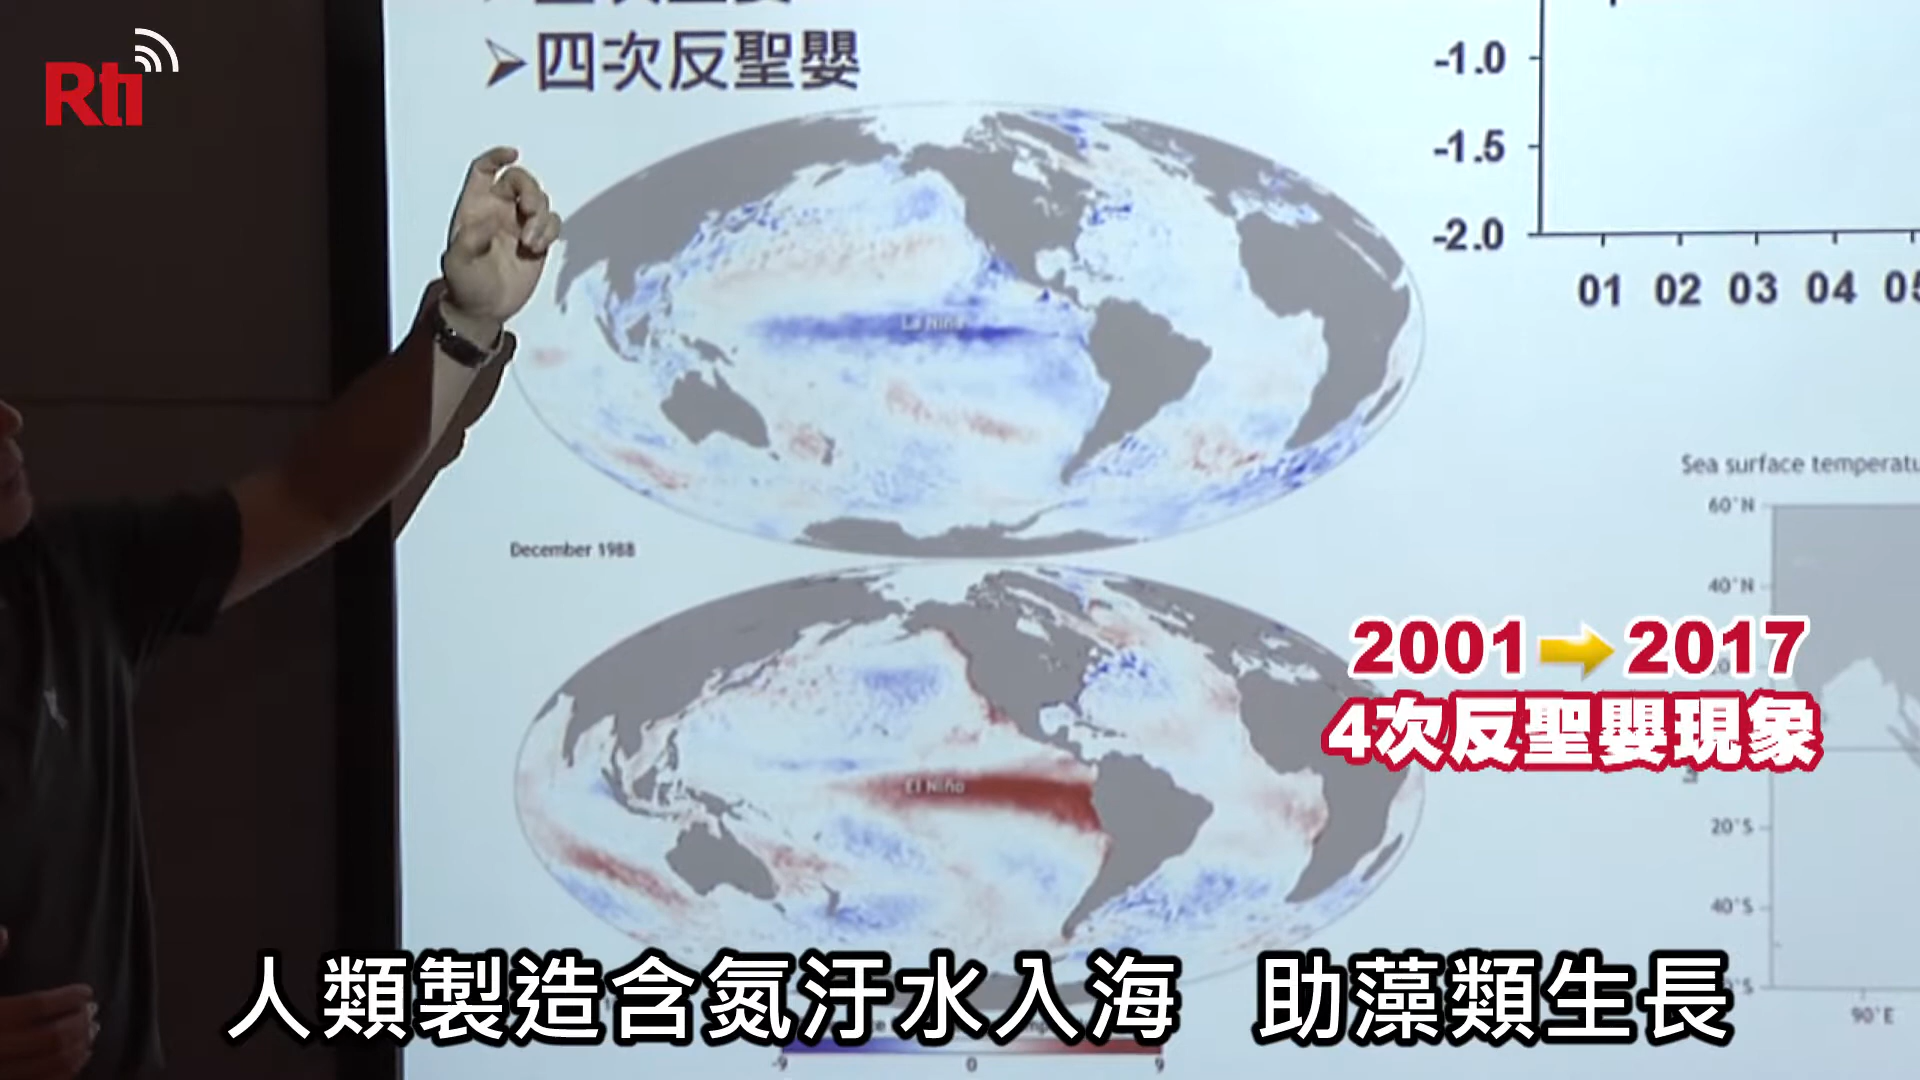 Rti
四次反聖嬰
-1.0
-1.5
-2.0
01 02 03 04
La Niña
December 1988
Sea surface
60°N
40°N
2001 2017
4次反聖嬰現象
El Niño
20°S
40°S
人類製造含氮汙水入海 助藻類生長
90°E
-9 0 9